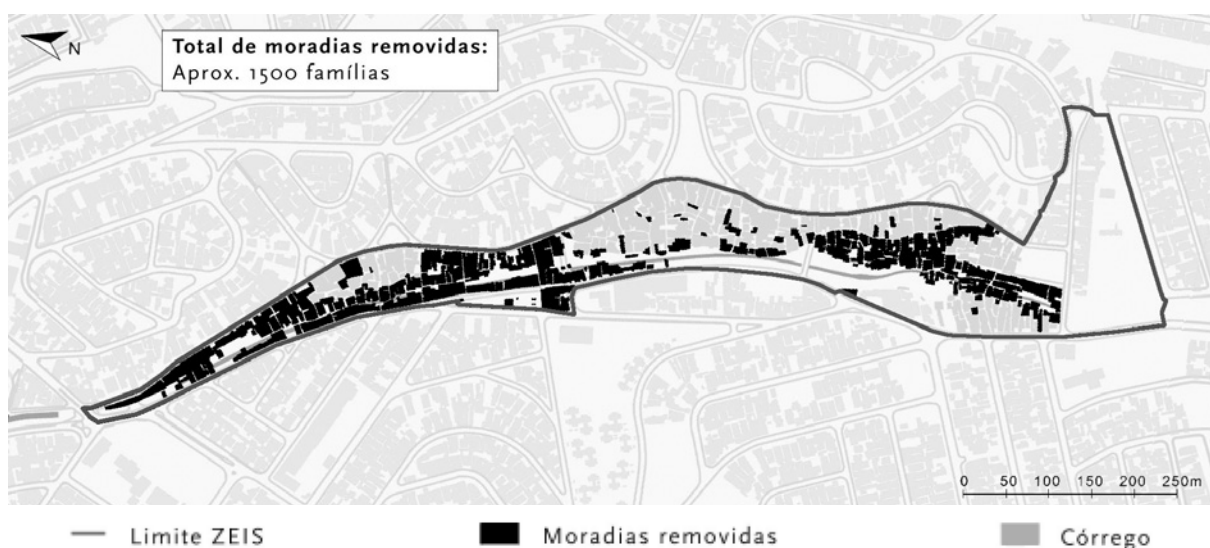 N
Total de moradias removidas:
Aprox. 1500 famílias
0 50 100 150 200 250m
Limite ZEIS
Moradias removidas
Córrego